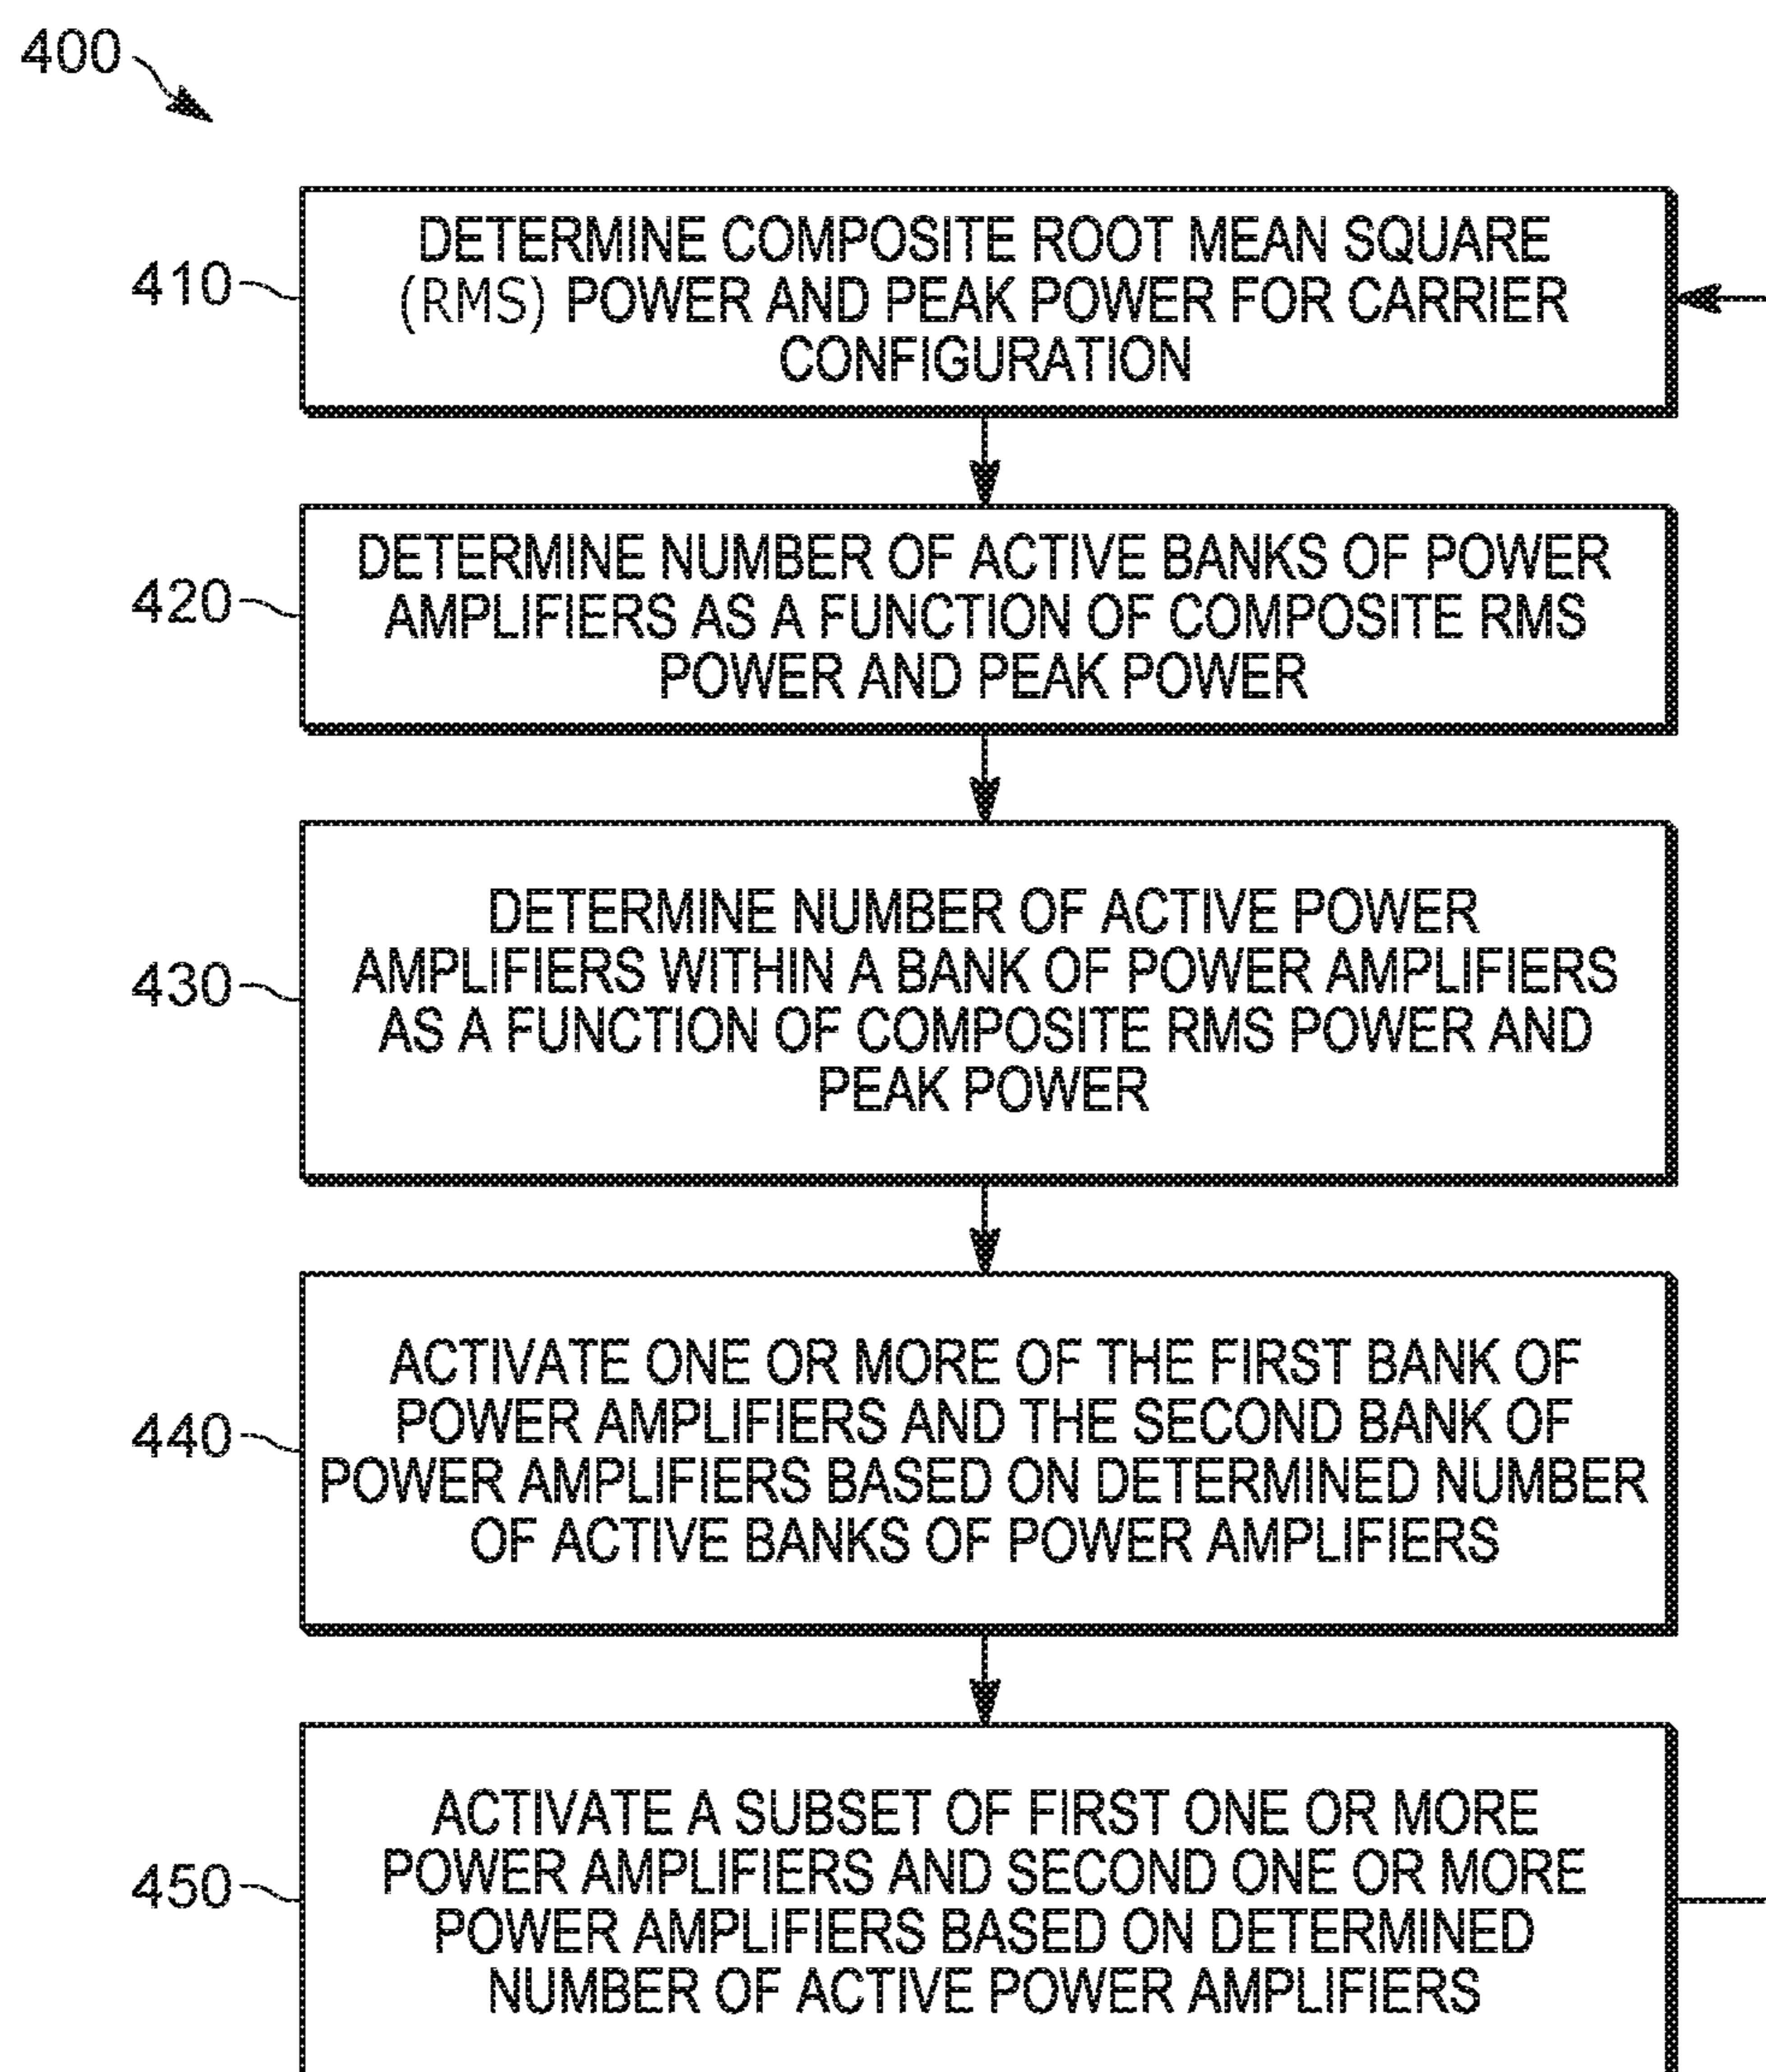 400
410
DETERMINE COMPOSITE ROOT MEAN SQUARE
(RMS) POWER AND PEAK POWER FOR CARRIER
CONFIGURATION
420
DETERMINE NUMBER OF ACTIVE BANKS OF POWER
AMPLIFIERS AS A FUNCTION OF COMPOSITE RMS
POWER AND PEAK POWER
430
DETERMINE NUMBER OF ACTIVE POWER
AMPLIFIERS WITHIN A BANK OF POWER AMPLIFIERS
AS A FUNCTION OF COMPOSITE RMS POWER AND
PEAK POWER
440
ACTIVATE ONE OR MORE OF THE FIRST BANK OF
POWER AMPLIFIERS AND THE SECOND BANK OF
POWER AMPLIFIERS BASED ON DETERMINED NUMBER
OF ACTIVE BANKS OF POWER AMPLIFIERS
450
ACTIVATE A SUBSET OF FIRST ONE OR MORE
POWER AMPLIFIERS AND SECOND ONE OR MORE
POWER AMPLIFIERS BASED ON DETERMINED
NUMBER OF ACTIVE POWER AMPLIFIERS